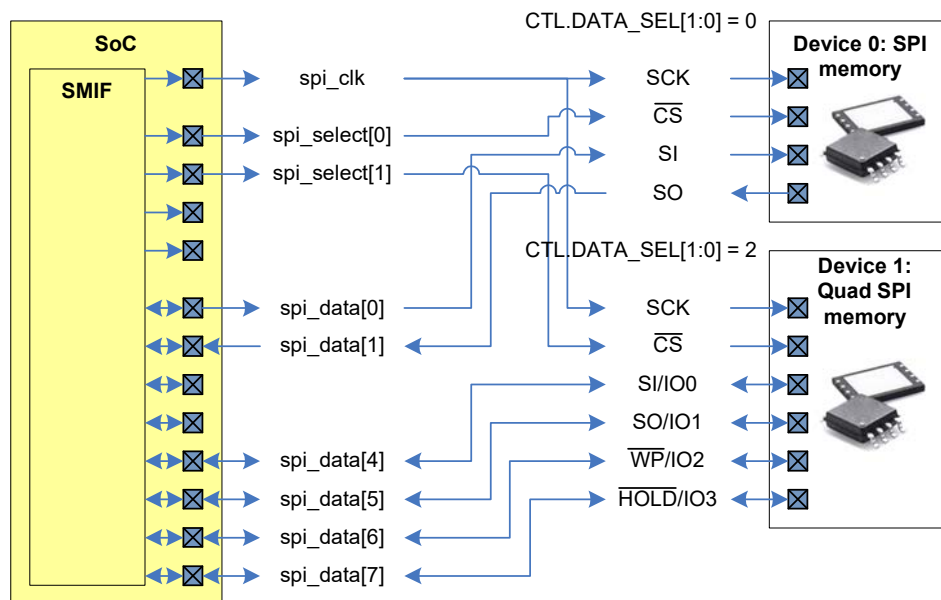 CTL.DATA_SEL[1:0] = 0
SoC
SMIF
Device 0: SPI
memory
spi_clk
SCK
spi_select[0]
CS
spi_select[1]
SI
SO
CTL.DATA_SEL[1:0] = 2
Device 1:
Quad SPI
memory
spi_data[0]
SCK
spi_data[1]
CS
SI/IO0
SO/IO1
spi_data[4]
WP/IO2
spi_data[5]
HOLD/IO3
spi_data[6]
spi_data[7]